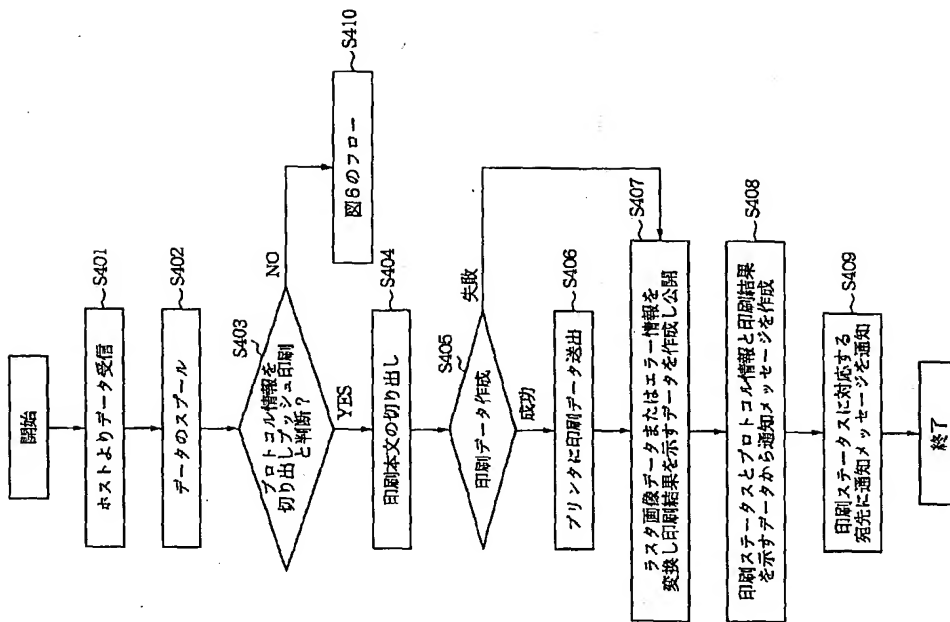 開始
S401
ホストよりデータ受信
S402
データのスプール
S403
プロトコル情報を
切り出しプッシュ印刷
と判断?
NO
S410
図6のフロー
YES
S404
印刷本文の切り出し
S405
印刷データ作成
失敗
成功
S406
プリンタに印刷データ送出
S407
ラスタ画像データまたはエラー情報を
変換し印刷結果を示すデータを作成し公開
S408
印刷ステータスとプロトコル情報と印刷結果
を示すデータから通知メッセージを作成
S409
印刷ステータスに対応する
宛先に通知メッセージを通知
終了